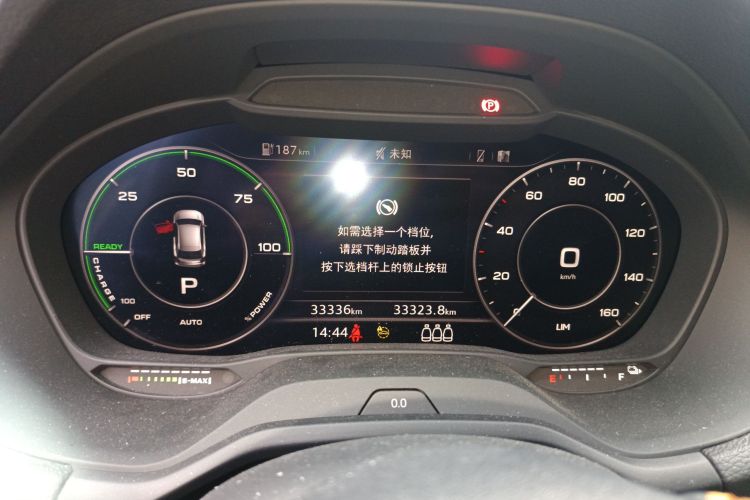 P
187 km
未知
50
25
75
READY
100
CHARGE
100
P
OFF
AUTO
%POWER
如需选择一个档位,
请踩下制动踏板并
按下选档杆上的锁止按钮
33336km
33323.8km
14:44
80
60
100
40
120
20
140
0
160
0
km/h
LIM
E
F
0.0